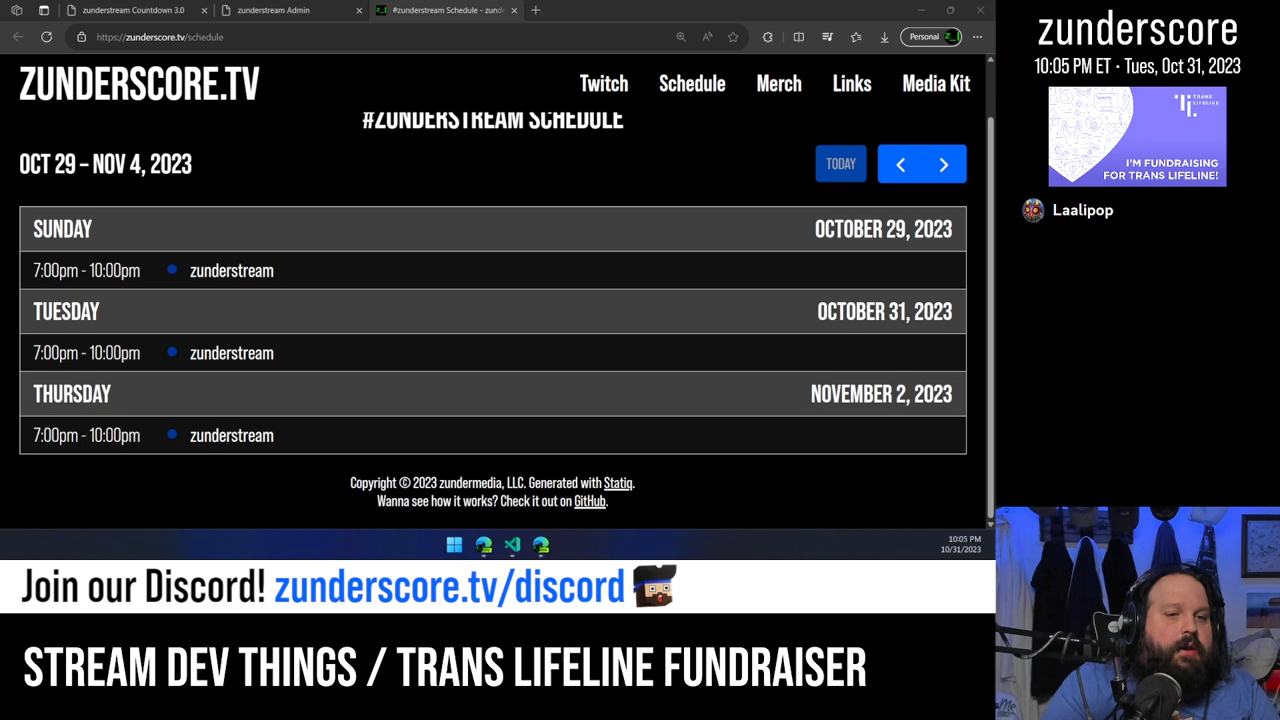 zunderstream Countdown 3.0
zunderstream Admin
#zunderstream Schedule - zund
https://zunderscore.tv/schedule
Personal
ZUNDERSCORE.TV
Twitch
Schedule
Merch
Links
Media Kit
#ZUNDERSTREAM SCHEDULE
OCT 29 – NOV 4, 2023
TODAY
SUNDAY
OCTOBER 29, 2023
7:00pm - 10:00pm
zunderstream
TUESDAY
OCTOBER 31, 2023
7:00pm - 10:00pm
zunderstream
THURSDAY
NOVEMBER 2, 2023
7:00pm - 10:00pm
zunderstream
Copyright © 2023 zundermedia, LLC. Generated with Statiq.
Wanna see how it works? Check it out on GitHub.
10:05 PM
10/31/2023
Join our Discord! zunderscore.tv/discord
STREAM DEV THINGS / TRANS LIFELINE FUNDRAISER
zunderscore
10:05 PM ET · Tues, Oct 31, 2023
TRANS
LIFELINE
I'M FUNDRAISING
FOR TRANS LIFELINE!
Laalipop